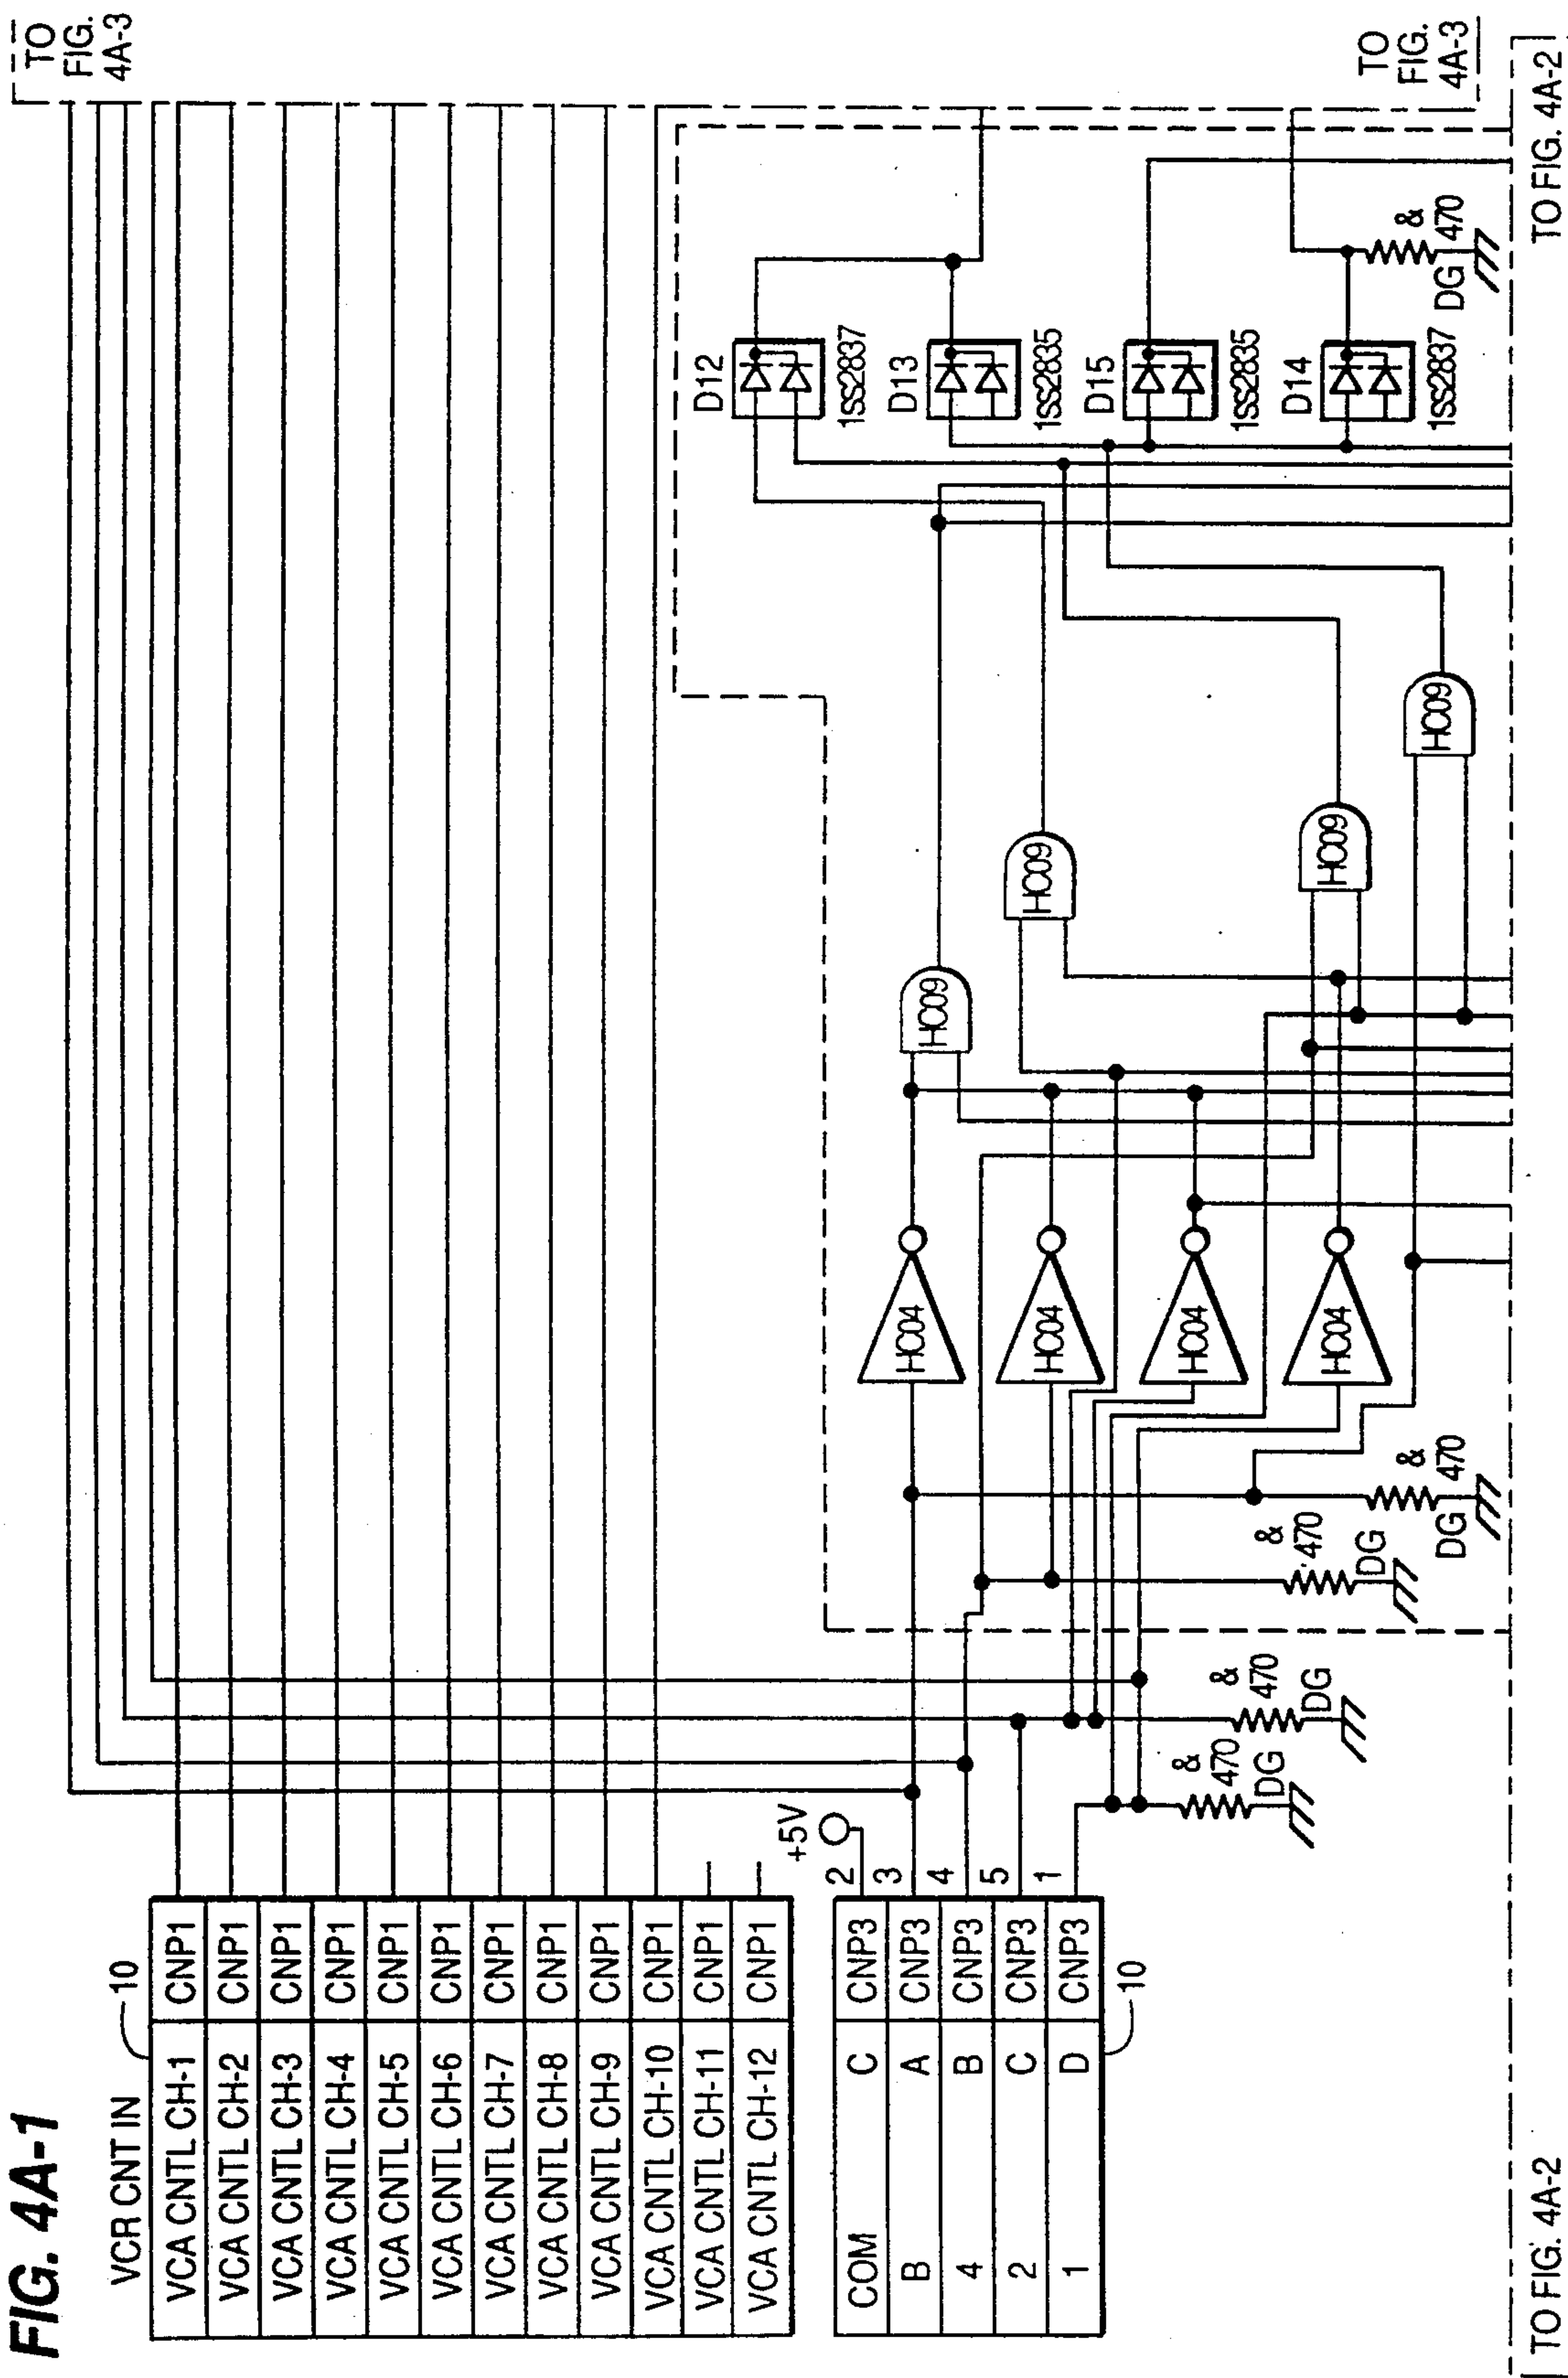 FIG. 4A-1
VCR CNT IN
10
VCA CNTL CH-1 CNP1
VCA CNTL CH-2 CNP1
VCA CNTL CH-3 CNP1
VCA CNTL CH-4 CNP1
VCA CNTL CH-5 CNP1
VCA CNTL CH-6 CNP1
VCA CNTL CH-7 CNP1
VCA CNTL CH-8 CNP1
VCA CNTL CH-9 CNP1
VCA CNTL CH-10 CNP1
VCA CNTL CH-11 CNP1
VCA CNTL CH-12 CNP1
+5V
COM C CNP3 2
B A CNP3 3
4 B CNP3 4
2 C CNP3 5
1 D CNP3 1
10
&
470
DG
&
470
DG
&
470
DG
&
470
DG
HC04
HC04
HC04
HC04
HC09
HC09
HC09
HC09
D12
1SS2837
D13
1SS2835
D15
1SS2835
D14
1SS2837
&
470
DG
TO
FIG.
4A-3
TO
FIG.
4A-3
TO FIG. 4A-2
TO FIG. 4A-2